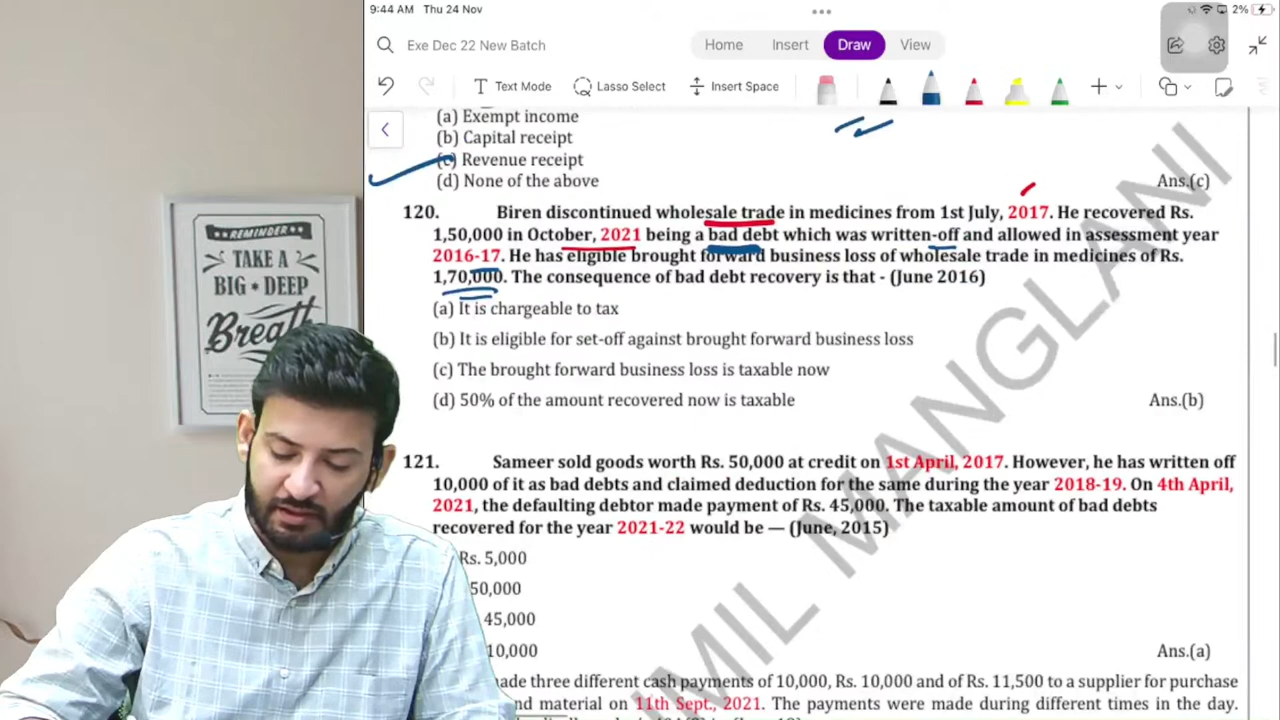 9:44 AM Thu 24 Nov
2%
Exe Dec 22 New Batch
Home Insert Draw View
Text Mode Lasso Select Insert Space
(a) Exempt income
(b) Capital receipt
(c) Revenue receipt
(d) None of the above Ans.(c)
120. Biren discontinued wholesale trade in medicines from 1st July, 2017. He recovered Rs.
1,50,000 in October, 2021 being a bad debt which was written-off and allowed in assessment year
2016-17. He has eligible brought forward business loss of wholesale trade in medicines of Rs.
1,70,000. The consequence of bad debt recovery is that - (June 2016)
(a) It is chargeable to tax
(b) It is eligible for set-off against brought forward business loss
(c) The brought forward business loss is taxable now
(d) 50% of the amount recovered now is taxable Ans.(b)
121. Sameer sold goods worth Rs. 50,000 at credit on 1st April, 2017. However, he has written off
10,000 of it as bad debts and claimed deduction for the same during the year 2018-19. On 4th April,
2021, the defaulting debtor made payment of Rs. 45,000. The taxable amount of bad debts
recovered for the year 2021-22 would be — (June, 2015)
Rs. 5,000
50,000
45,000
10,000 Ans.(a)
made three different cash payments of 10,000, Rs. 10,000 and of Rs. 11,500 to a supplier for purchase
material on 11th Sept., 2021. The payments were made during different times in the day.
REMINDER
TAKE A
BIG DEEP
Breath
MANGLANI